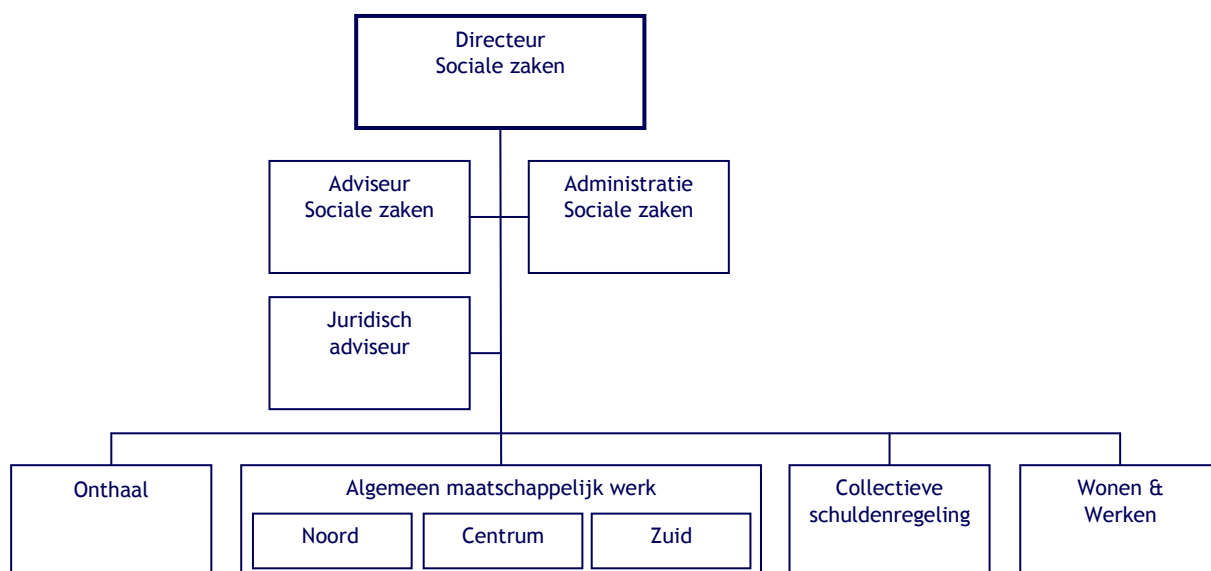 Directeur
Sociale zaken
Adviseur
Sociale zaken
Administratie
Sociale zaken
Juridisch
adviseur
Onthaal
Algemeen maatschappelijk werk
Noord
Centrum
Zuid
Collectieve
schuldenregeling
Wonen &
Werken